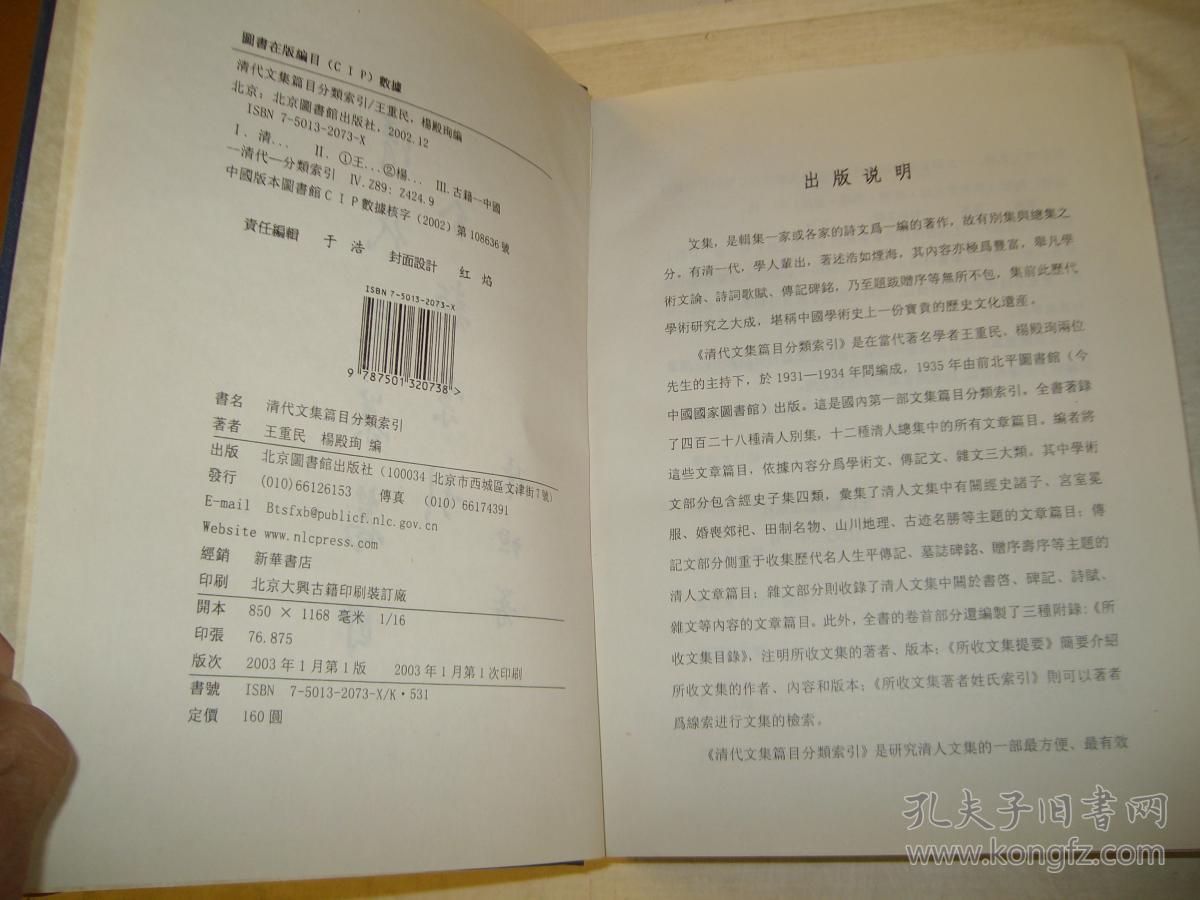 圖書在版編目（CIP）數據
清代文集篇目分類索引/王重民，楊殿珣編
北京：北京圖書館出版社，2002.12
ISBN 7-5013-2073-X
Ⅰ.清... Ⅱ.①王...②楊... Ⅲ.古籍—中國
—清代—分類索引 Ⅳ.Z89：Z424.9
中國版本圖書館CIP數據核字（2002）第108636號
責任編輯 于浩 封面設計 红焰
ISBN 7-5013-2073-X
9 787501 320738>
書名 清代文集篇目分類索引
著者 王重民 楊殿珣 編
出版 北京圖書館出版社（100034 北京市西城區文津街7號）
發行 (010)66126153 傳真 (010)66174391
E-mail Btsfxb@publicf.nlc.gov.cn
Website www.nlcpress.com
經銷 新華書店
印刷 北京大興古籍印刷裝訂廠
開本 850 × 1168 毫米 1/16
印張 76.875
版次 2003年1月第1版 2003年1月第1次印刷
書號 ISBN 7-5013-2073-X/K·531
定價 160圓
出版说明
文集，是輯集一家或各家的詩文爲一編的著作，故有別集與總集之
分。有清一代，學人輩出，著述浩如煙海，其內容亦極爲豐富，舉凡學
術文論、詩詞歌賦、傳記碑銘，乃至題跋贈序等無所不包，集前此歷代
學術研究之大成，堪稱中國學術史上一份寶貴的歷史文化遺産。
《清代文集篇目分類索引》是在當代著名學者王重民、楊殿珣兩位
先生的主持下，於1931—1934年間編成，1935年由前北平圖書館（今
中國國家圖書館）出版。這是國內第一部文集篇目分類索引。全書著録
了四百二十八種清人別集，十二種清人總集中的所有文章篇目。編者將
這些文章篇目，依據內容分爲學術文、傳記文、雜文三大類。其中學術
文部分包含經史子集四類，彙集了清人文集中有關經史諸子、宮室冕
服、婚喪郊祀、田制名物、山川地理、古迹名勝等主題的文章篇目；傳
記文部分側重于收集歷代名人生平傳記、墓誌碑銘、贈序壽序等主題的
清人文章篇目；雜文部分則收錄了清人文集中關於書啓、碑記、詩賦、
雜文等內容的文章篇目。此外，全書的卷首部分還編製了三種附録：《所
收文集目錄》，注明所收文集的著者、版本；《所收文集提要》簡要介紹
所收文集的作者、內容和版本；《所收文集著者姓氏索引》則可以著者
爲線索进行文集的檢索。
《清代文集篇目分類索引》是研究清人文集的一部最方便、最有效
孔夫子旧书网
www.kongfz.com